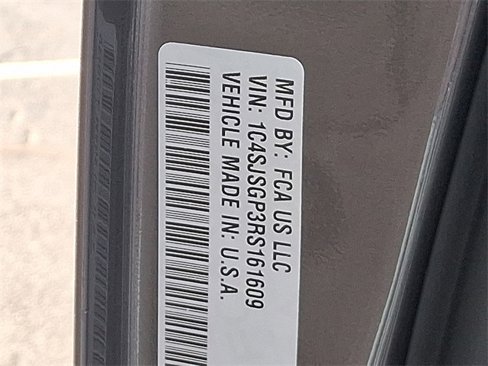 MFD BY: FCA US LLC
VIN: 1C4SJSGP3RS161609
VEHICLE MADE IN: U.S.A.